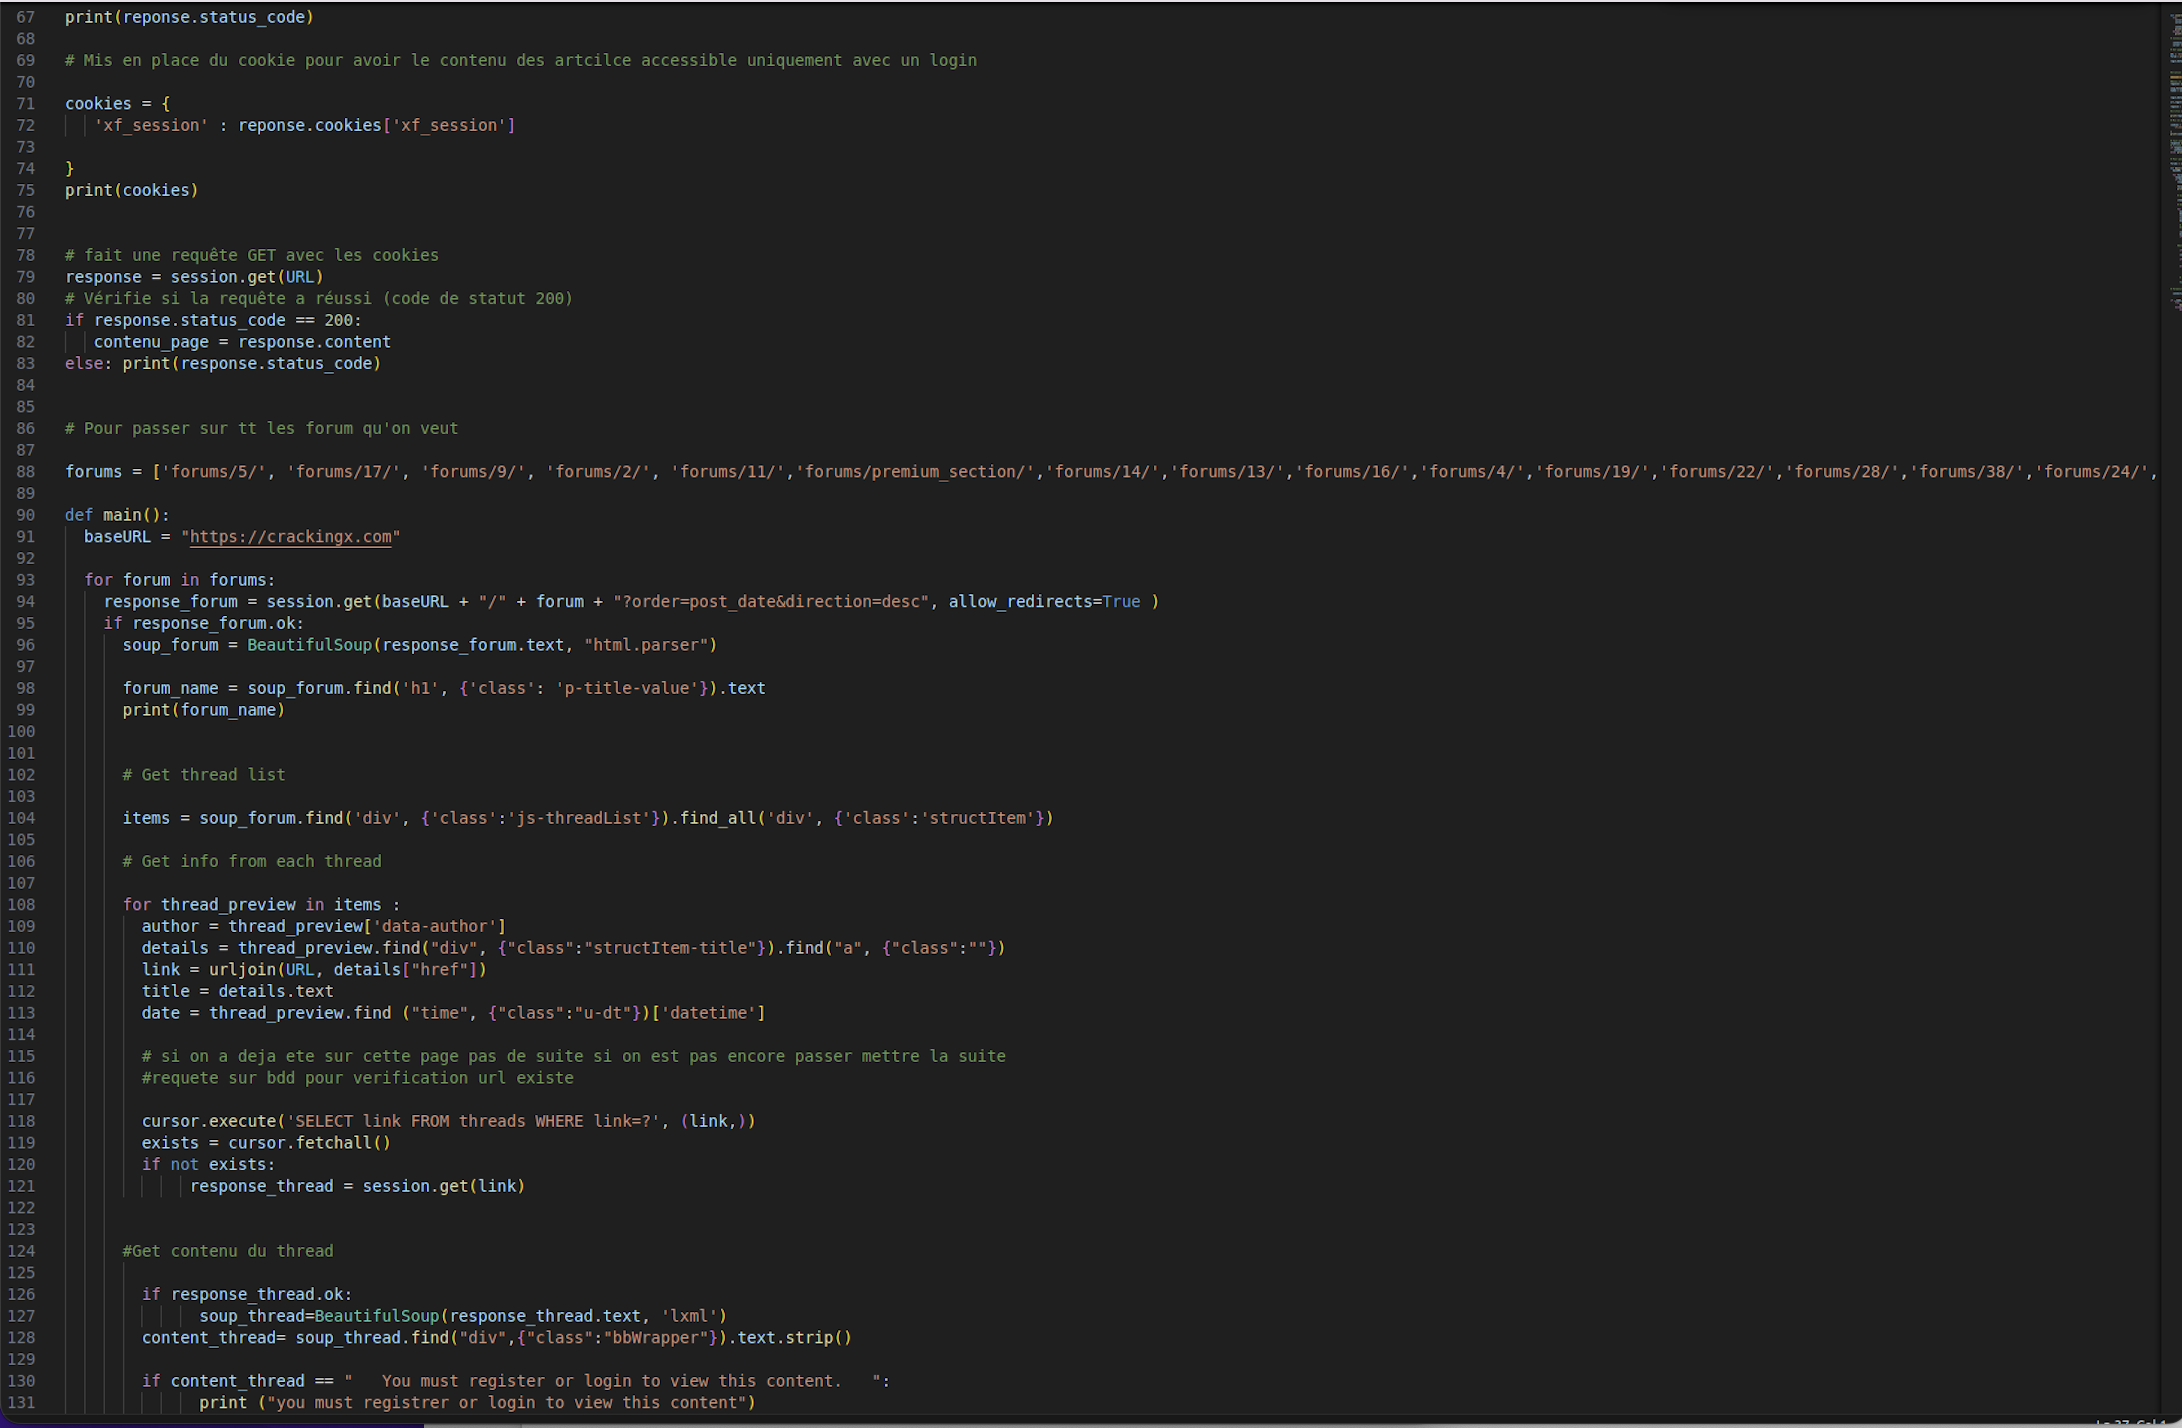 67 print(reponse.status_code)
68
69 # Mis en place du cookie pour avoir le contenu des artcilce accessible uniquement avec un login
70
71 cookies = {
72 'xf_session' : reponse.cookies['xf_session']
73
74 }
75 print(cookies)
76
77
78 # fait une requête GET avec les cookies
79 response = session.get(URL)
80 # Vérifie si la requête a réussi (code de statut 200)
81 if response.status_code == 200:
82 contenu_page = response.content
83 else: print(response.status_code)
84
85
86 # Pour passer sur tt les forum qu'on veut
87
88 forums = ['forums/5/', 'forums/17/', 'forums/9/', 'forums/2/', 'forums/11/','forums/premium_section/','forums/14/','forums/13/','forums/16/','forums/4/','forums/19/','forums/22/','forums/28/','forums/38/','forums/24/',
89
90 def main():
91 baseURL = "https://crackingx.com"
92
93 for forum in forums:
94 response_forum = session.get(baseURL + "/" + forum + "?order=post_date&direction=desc", allow_redirects=True )
95 if response_forum.ok:
96 soup_forum = BeautifulSoup(response_forum.text, "html.parser")
97
98 forum_name = soup_forum.find('h1', {'class': 'p-title-value'}).text
99 print(forum_name)
100
101
102 # Get thread list
103
104 items = soup_forum.find('div', {'class':'js-threadList'}).find_all('div', {'class':'structItem'})
105
106 # Get info from each thread
107
108 for thread_preview in items :
109 author = thread_preview['data-author']
110 details = thread_preview.find("div", {"class":"structItem-title"}).find("a", {"class":""})
111 link = urljoin(URL, details["href"])
112 title = details.text
113 date = thread_preview.find ("time", {"class":"u-dt"})['datetime']
114
115 # si on a deja ete sur cette page pas de suite si on est pas encore passer mettre la suite
116 #requete sur bdd pour verification url existe
117
118 cursor.execute('SELECT link FROM threads WHERE link=?', (link,))
119 exists = cursor.fetchall()
120 if not exists:
121 response_thread = session.get(link)
122
123
124 #Get contenu du thread
125
126 if response_thread.ok:
127 soup_thread=BeautifulSoup(response_thread.text, 'lxml')
128 content_thread= soup_thread.find("div",{"class":"bbWrapper"}).text.strip()
129
130 if content_thread == "   You must register or login to view this content.   ":
131 print ("you must registrer or login to view this content")